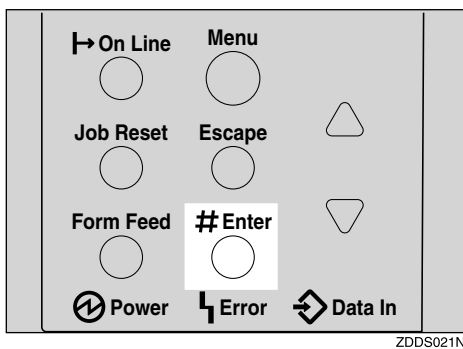 On Line Menu
Job Reset Escape
Form Feed # Enter
Power Error Data In
ZDDS021N